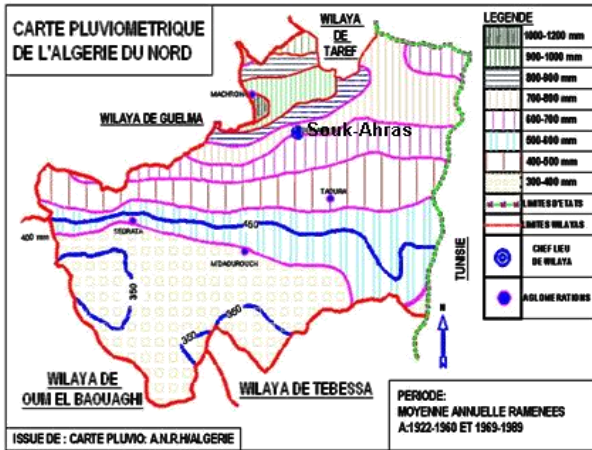 CARTE PLUVIOMETRIQUE
DE L'ALGERIE DU NORD
WILAYA
DE
TAREF
WILAYA DE GUELMA
MACHROH
Souk-Ahras
TAOURA
SEDRATA
M'DAOUROUCH
400 mm
450
350
350
350
TUNISIE
N
WILAYA DE
OUM EL BAOUAGHI
WILAYA DE TEBESSA
ISSUE DE : CARTE PLUVIO: A.N.R.H/ALGERIE
LEGENDE
1000-1200 mm
900-1000 mm
800-900 mm
700-800 mm
600-700 mm
500-600 mm
400-500 mm
300-400 mm
LIMITES D'ETATS
LIMITES WILAYAS
CHEF LIEU
DE WILAYA
AGLOMERATIONS
PERIODE:
MOYENNE ANNUELLE RAMENEES
A:1922-1960 ET 1969-1989